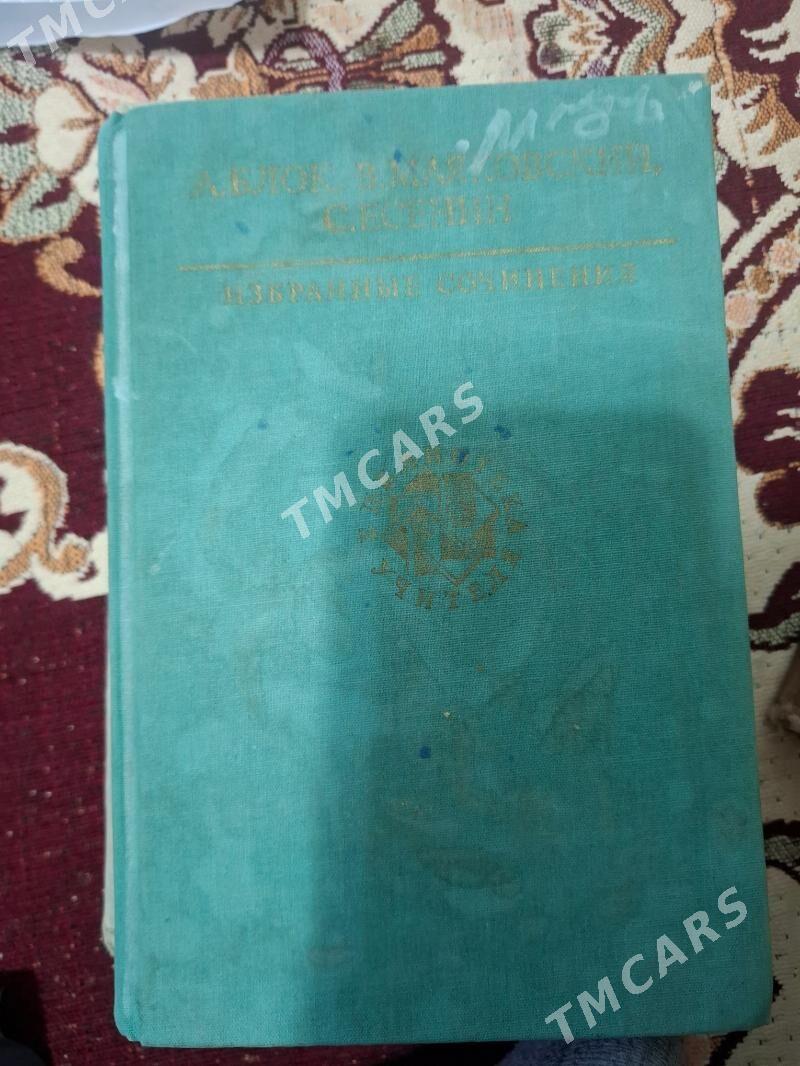 TMCARS
А.БЛОК, В.МАЯКОВСКИЙ,
С.ЕСЕНИН
ИЗБРАННЫЕ СОЧИНЕНИЯ
TMCARS
БИБЛИОТЕКА УЧИТЕЛЯ
TMCARS